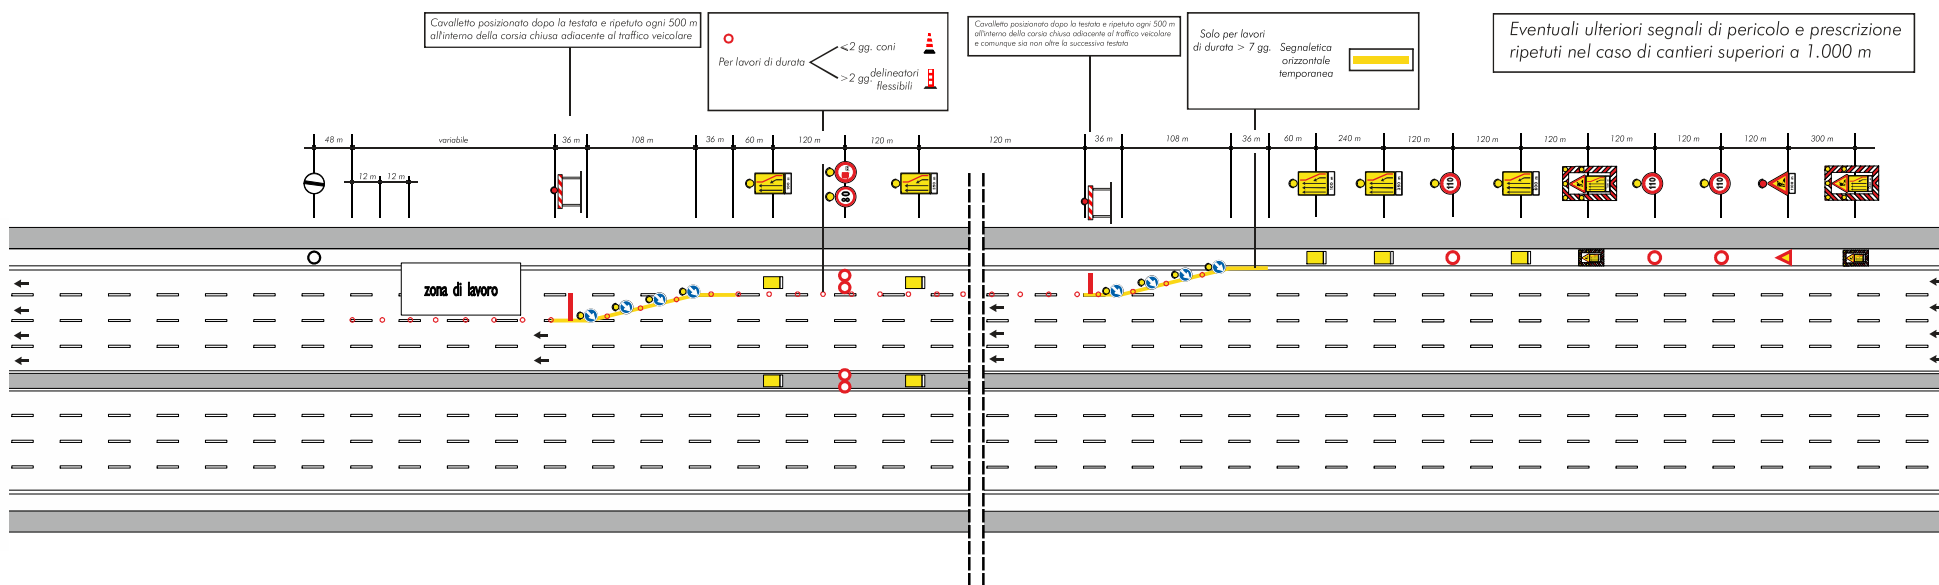 Cavalletto posizionato dopo la testata e ripetuto ogni 500 m
all'interno della corsia chiusa adiacente al traffico veicolare
Per lavori di durata
<2 gg. coni
>2 gg. delineatori
flessibili
Cavalletto posizionato dopo la testata e ripetuto ogni 500 m
all'interno della corsia chiusa adiacente al traffico veicolare
e comunque sia non oltre la successiva testata
Solo per lavori
di durata > 7 gg.
Segnaletica
orizzontale
temporanea
Eventuali ulteriori segnali di pericolo e prescrizione
ripetuti nel caso di cantieri superiori a 1.000 m
48 m variabile 36 m 108 m 36 m 60 m 120 m 120 m 120 m 36 m 108 m 36 m 60 m 240 m 120 m 120 m 120 m 120 m 120 m 120 m 300 m
12 m 12 m
80
110
110
110
zona di lavoro